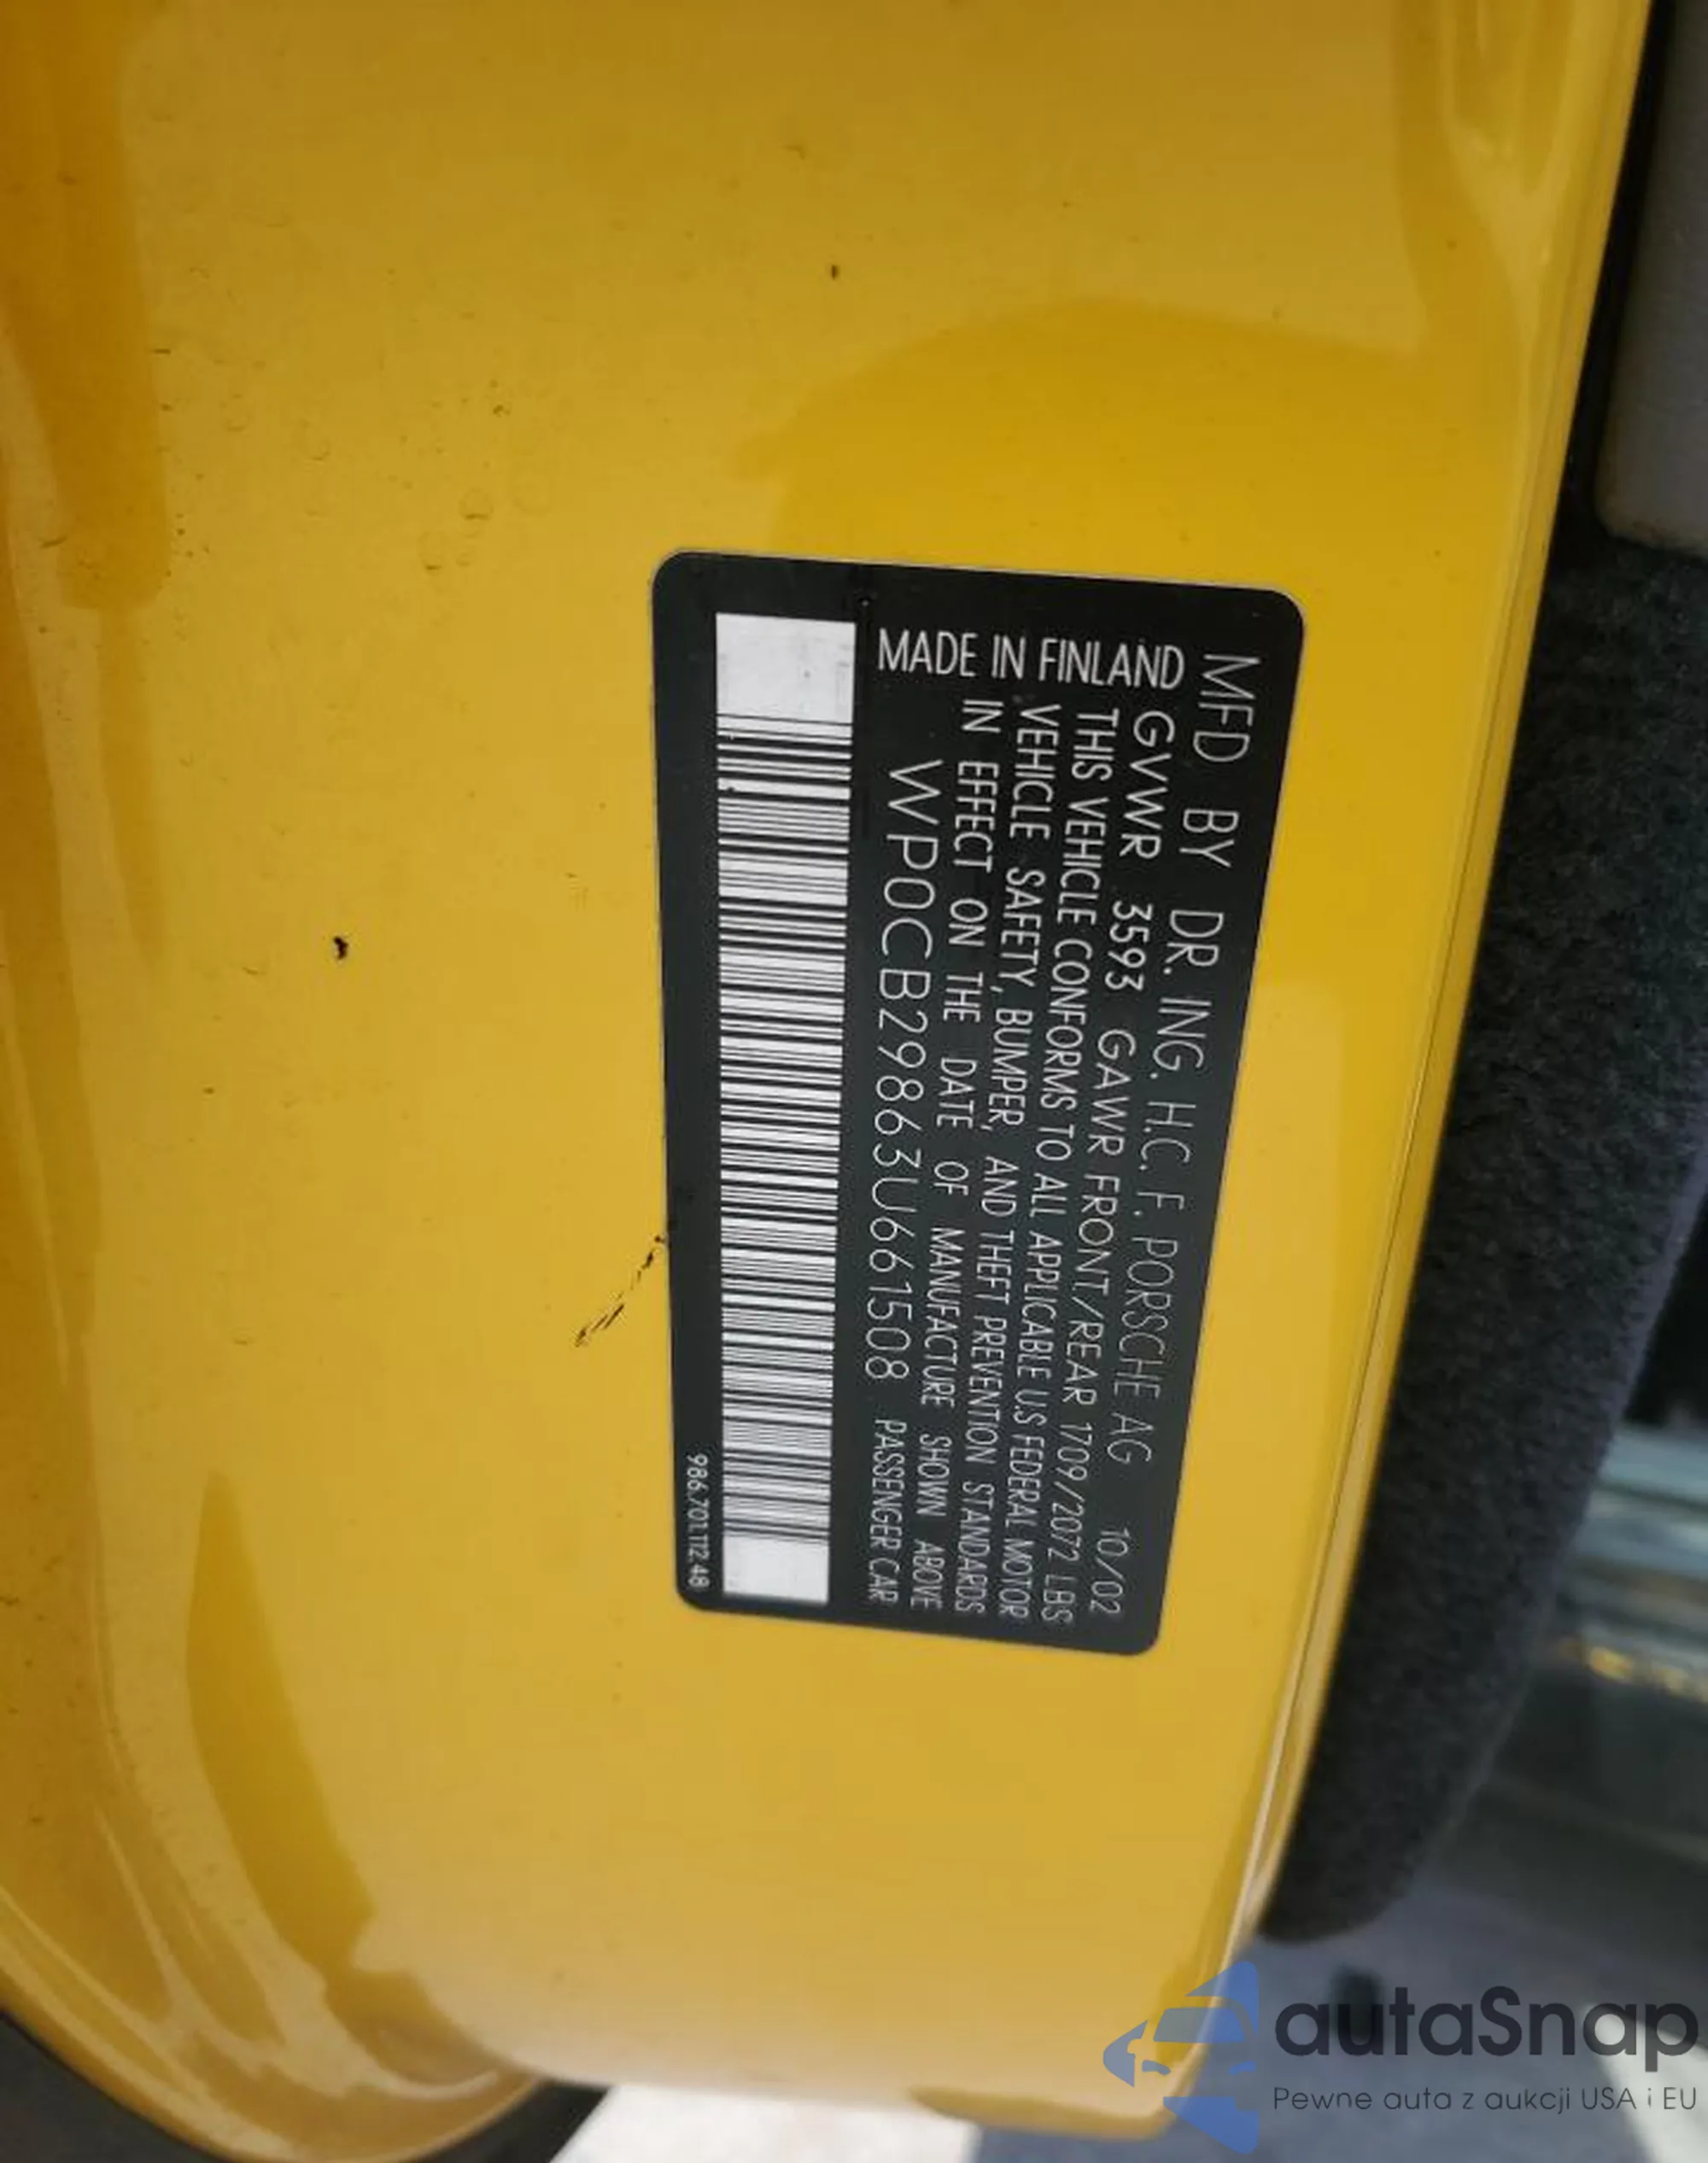 MFD BY DR. ING. H.C. F. PORSCHE AG 10/02
GVWR 3593 GAWR FRONT/REAR 1709/2072 LBS
THIS VEHICLE CONFORMS TO ALL APPLICABLE U.S FEDERAL MOTOR
VEHICLE SAFETY, BUMPER, AND THEFT PREVENTION STANDARDS
IN EFFECT ON THE DATE OF MANUFACTURE SHOWN ABOVE
WP0CB29863U661508 PASSENGER CAR
MADE IN FINLAND
986.701.112.48
autaSnap
Pewne auta z aukcji USA i EU